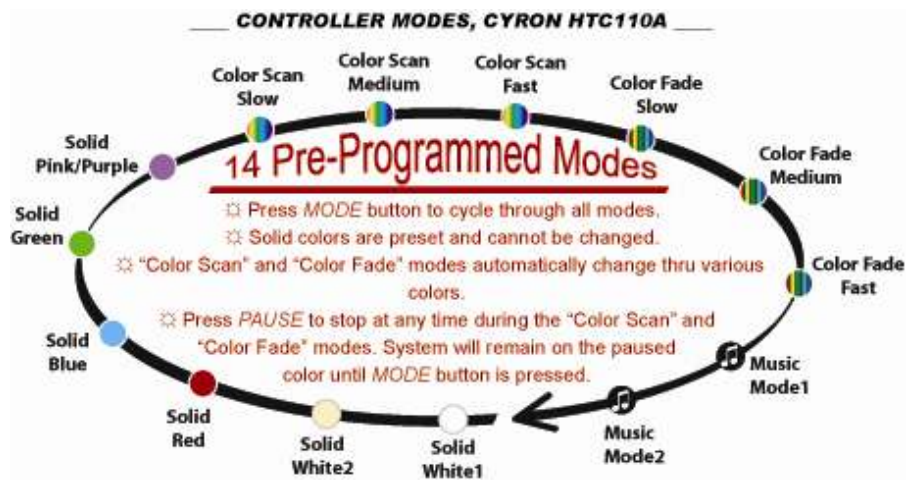 ___ CONTROLLER MODES, CYRON HTC110A ___
Color Scan
Slow
Color Scan
Medium
Color Scan
Fast
Color Fade
Slow
Color Fade
Medium
Color Fade
Fast
Music
Mode1
Music
Mode2
Solid
White1
Solid
White2
Solid
Red
Solid
Blue
Solid
Green
Solid
Pink/Purple
14 Pre-Programmed Modes
☼ Press MODE button to cycle through all modes.
☼ Solid colors are preset and cannot be changed.
☼ “Color Scan” and “Color Fade” modes automatically change thru various
colors.
☼ Press PAUSE to stop at any time during the “Color Scan” and
“Color Fade” modes. System will remain on the paused
color until MODE button is pressed.